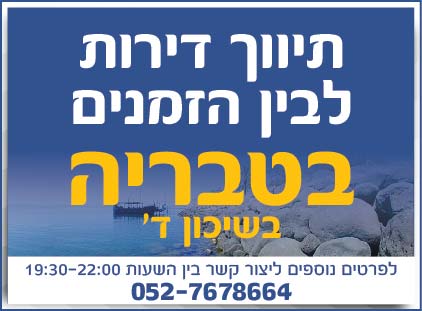 תיווך דירות
לבין הזמנים
בטבריה
בשיכון ד'
לפרטים נוספים ליצור קשר בין השעות 19:30-22:00
052-7678664